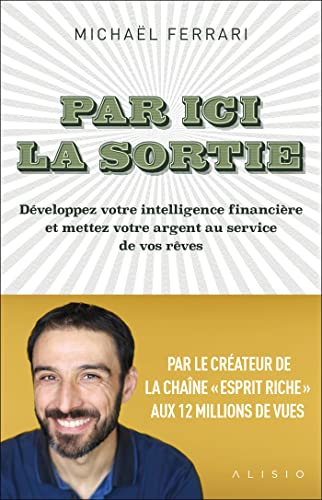 MICHAËL FERRARI
PAR ICI
LA SORTIE
Développez votre intelligence financière
et mettez votre argent au service
de vos rêves
PAR LE CRÉATEUR DE
LA CHAÎNE « ESPRIT RICHE »
AUX 12 MILLIONS DE VUES
ALISIO